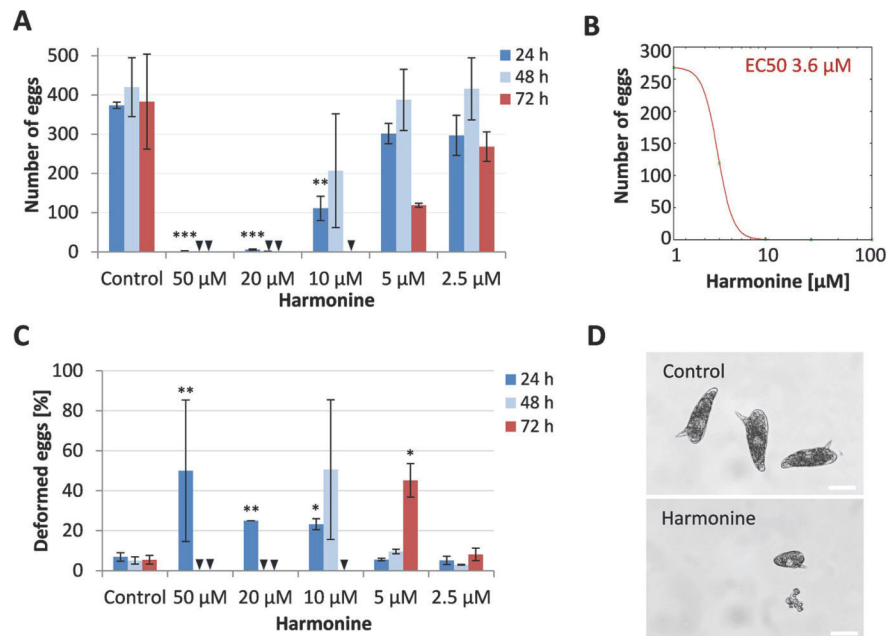 A
Number of eggs
500
400
300
200
100
0
*** *** **
24 h
48 h
72 h
Control 50 µM 20 µM 10 µM 5 µM 2.5 µM
Harmonine
B
Number of eggs
300
250
200
150
100
50
0
EC50 3.6 µM
1 10 100
Harmonine [µM]
C
Deformed eggs [%]
100
80
60
40
20
0
** ** * *
24 h
48 h
72 h
Control 50 µM 20 µM 10 µM 5 µM 2.5 µM
Harmonine
D
Control
Harmonine